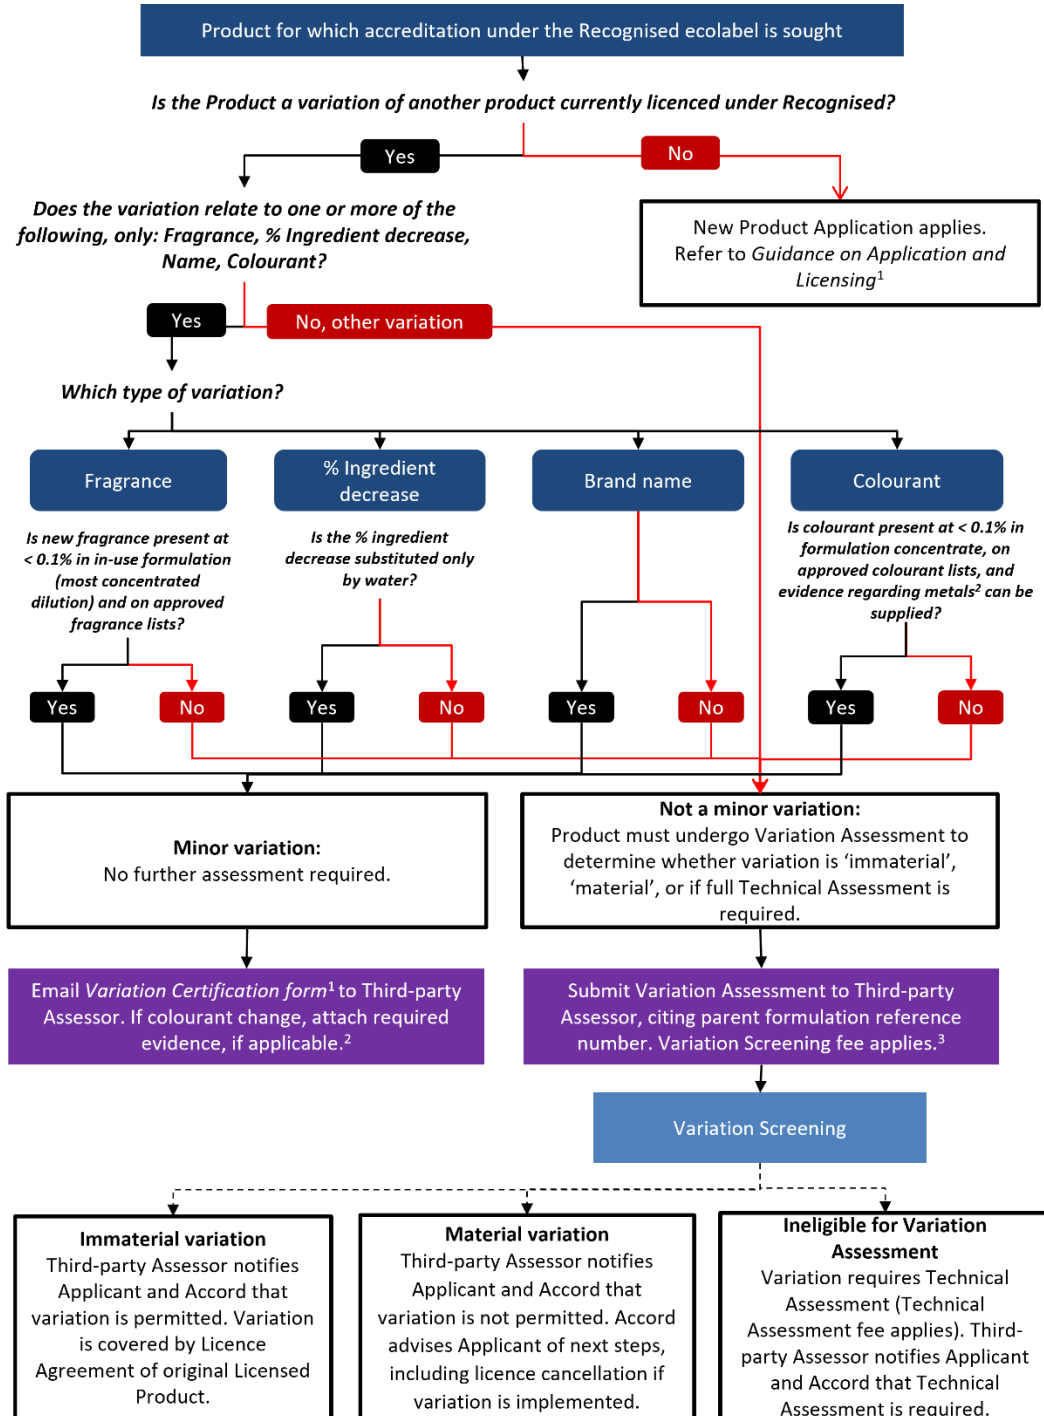 Product for which accreditation under the Recognised ecolabel is sought
Is the Product a variation of another product currently licenced under Recognised?
Yes
No
Does the variation relate to one or more of the
following, only: Fragrance, % Ingredient decrease,
Name, Colourant?
New Product Application applies.
Refer to Guidance on Application and
Licensing1
Yes
No, other variation
Which type of variation?
Fragrance
% Ingredient
decrease
Brand name
Colourant
Is new fragrance present at
< 0.1% in in-use formulation
(most concentrated
dilution) and on approved
fragrance lists?
Is the % ingredient
decrease substituted only
by water?
Is colourant present at < 0.1% in
formulation concentrate, on
approved colourant lists, and
evidence regarding metals2 can be
supplied?
Yes
No
Yes
No
Yes
No
Yes
No
Minor variation:
No further assessment required.
Not a minor variation:
Product must undergo Variation Assessment to
determine whether variation is ‘immaterial’,
‘material’, or if full Technical Assessment is
required.
Email Variation Certification form1 to Third-party
Assessor. If colourant change, attach required
evidence, if applicable.2
Submit Variation Assessment to Third-party
Assessor, citing parent formulation reference
number. Variation Screening fee applies.3
Variation Screening
Immaterial variation
Third-party Assessor notifies
Applicant and Accord that
variation is permitted. Variation
is covered by Licence
Agreement of original Licensed
Product.
Material variation
Third-party Assessor notifies
Applicant and Accord that
variation is not permitted. Accord
advises Applicant of next steps,
including licence cancellation if
variation is implemented.
Ineligible for Variation
Assessment
Variation requires Technical
Assessment (Technical
Assessment fee applies). Third-
party Assessor notifies Applicant
and Accord that Technical
Assessment is required.